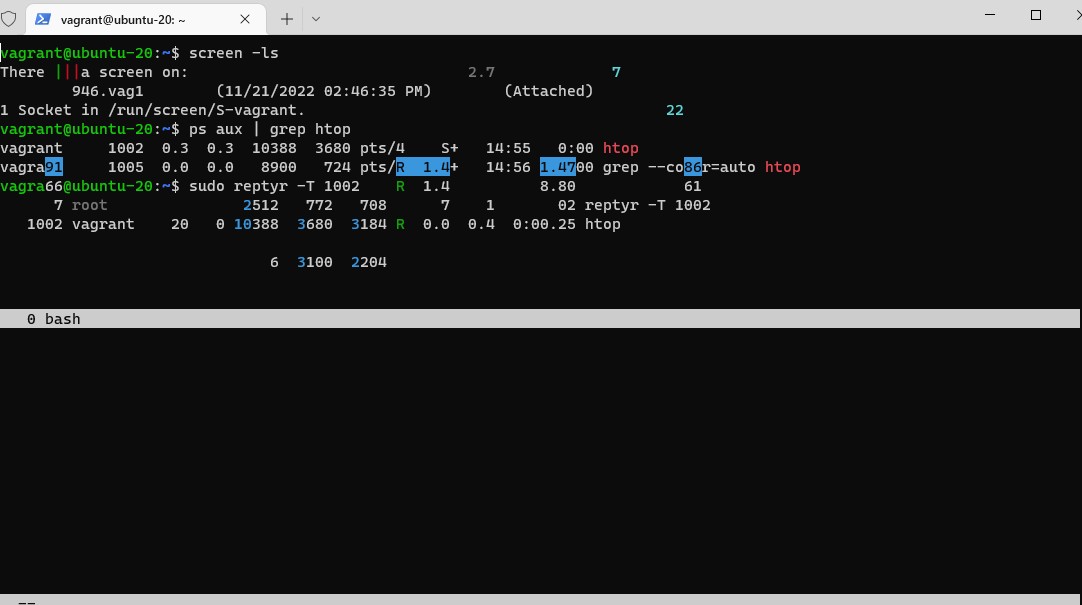 vagrant@ubuntu-20: ~
vagrant@ubuntu-20:~$ screen -ls
There |||a screen on: 2.7 7
946.vag1 (11/21/2022 02:46:35 PM) (Attached)
1 Socket in /run/screen/S-vagrant. 22
vagrant@ubuntu-20:~$ ps aux | grep htop
vagrant 1002 0.3 0.3 10388 3680 pts/4 S+ 14:55 0:00 htop
vagra91 1005 0.0 0.0 8900 724 pts/R 1.4+ 14:56 1.4700 grep --co86r=auto htop
vagra66@ubuntu-20:~$ sudo reptyr -T 1002 R 1.4 8.80 61
7 root 2512 772 708 7 1 02 reptyr -T 1002
1002 vagrant 20 0 10388 3680 3184 R 0.0 0.4 0:00.25 htop
6 3100 2204
0 bash
--